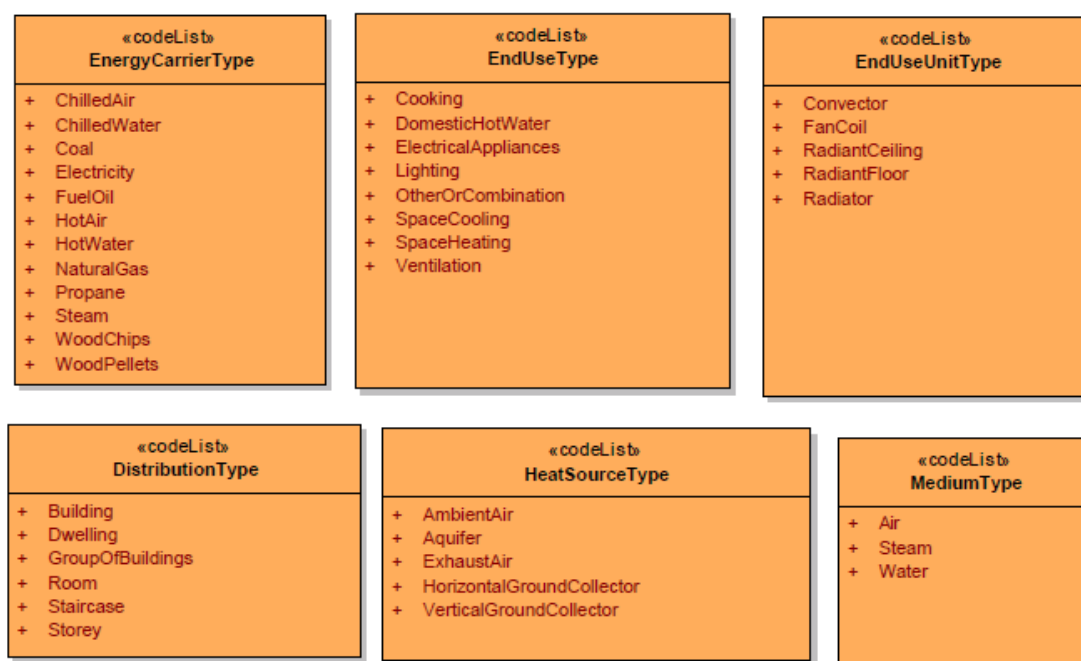 «codeList»
EnergyCarrierType
+ ChilledAir
+ ChilledWater
+ Coal
+ Electricity
+ FuelOil
+ HotAir
+ HotWater
+ NaturalGas
+ Propane
+ Steam
+ WoodChips
+ WoodPellets
«codeList»
EndUseType
+ Cooking
+ DomesticHotWater
+ ElectricalAppliances
+ Lighting
+ OtherOrCombination
+ SpaceCooling
+ SpaceHeating
+ Ventilation
«codeList»
EndUseUnitType
+ Convector
+ FanCoil
+ RadiantCeiling
+ RadiantFloor
+ Radiator
«codeList»
DistributionType
+ Building
+ Dwelling
+ GroupOfBuildings
+ Room
+ Staircase
+ Storey
«codeList»
HeatSourceType
+ AmbientAir
+ Aquifer
+ ExhaustAir
+ HorizontalGroundCollector
+ VerticalGroundCollector
«codeList»
MediumType
+ Air
+ Steam
+ Water